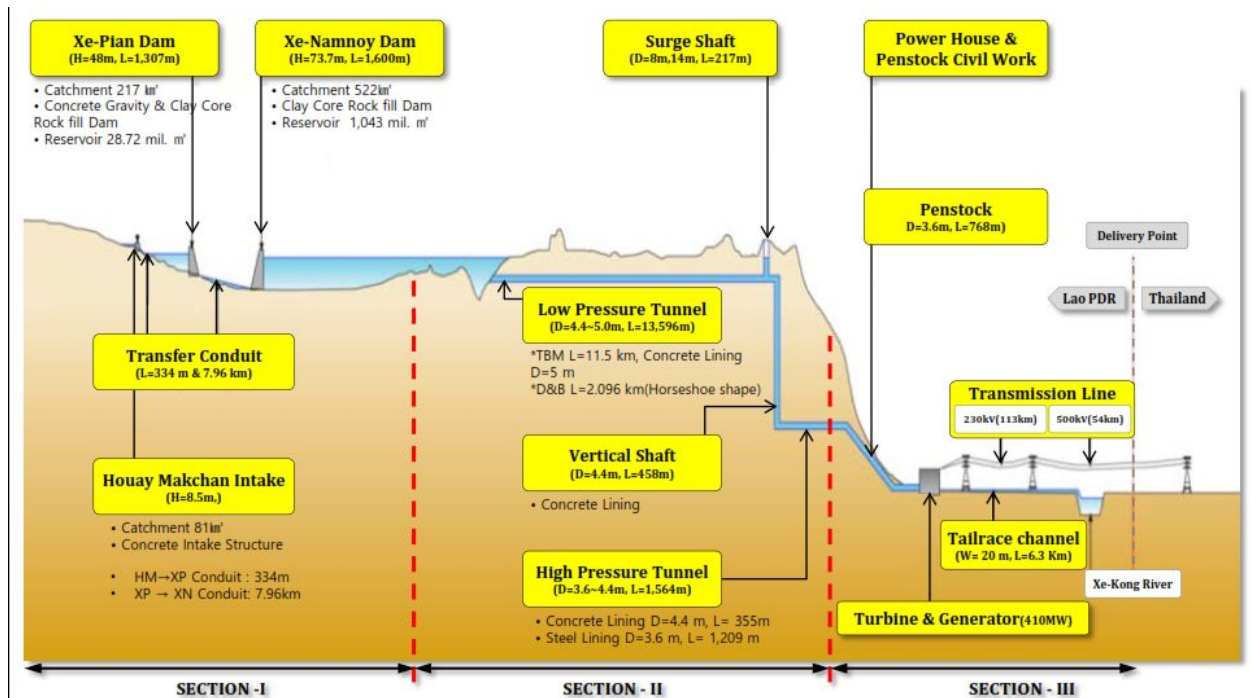 Xe-Pian Dam
(H=48m, L=1,307m)
• Catchment 217 ㎢
• Concrete Gravity & Clay Core
Rock fill Dam
• Reservoir 28.72 mil. ㎥
Xe-Namnoy Dam
(H=73.7m, L=1,600m)
• Catchment 522㎢
• Clay Core Rock fill Dam
• Reservoir 1,043 mil. ㎥
Surge Shaft
(D=8m,14m, L=217m)
Power House &
Penstock Civil Work
Penstock
D=3.6m, L=768m)
Delivery Point
Lao PDR
Thailand
Transfer Conduit
(L=334 m & 7.96 km)
Low Pressure Tunnel
(D=4.4~5.0m, L=13,596m)
*TBM L=11.5 km, Concrete Lining
D=5 m
*D&B L=2.096 km(Horseshoe shape)
Transmission Line
230kV(113km)
500kV(54km)
Houay Makchan Intake
(H=8.5m,)
• Catchment 81㎢
• Concrete Intake Structure
• HM→XP Conduit : 334m
• XP → XN Conduit: 7.96km
Vertical Shaft
(D=4.4m, L=458m)
• Concrete Lining
High Pressure Tunnel
(D=3.6~4.4m, L=1,564m)
• Concrete Lining D=4.4 m, L= 355m
• Steel Lining D=3.6 m, L= 1,209 m
Tailrace channel
(W= 20 m, L=6.3 Km)
Xe-Kong River
Turbine & Generator(410MW)
SECTION -I
SECTION - II
SECTION - III